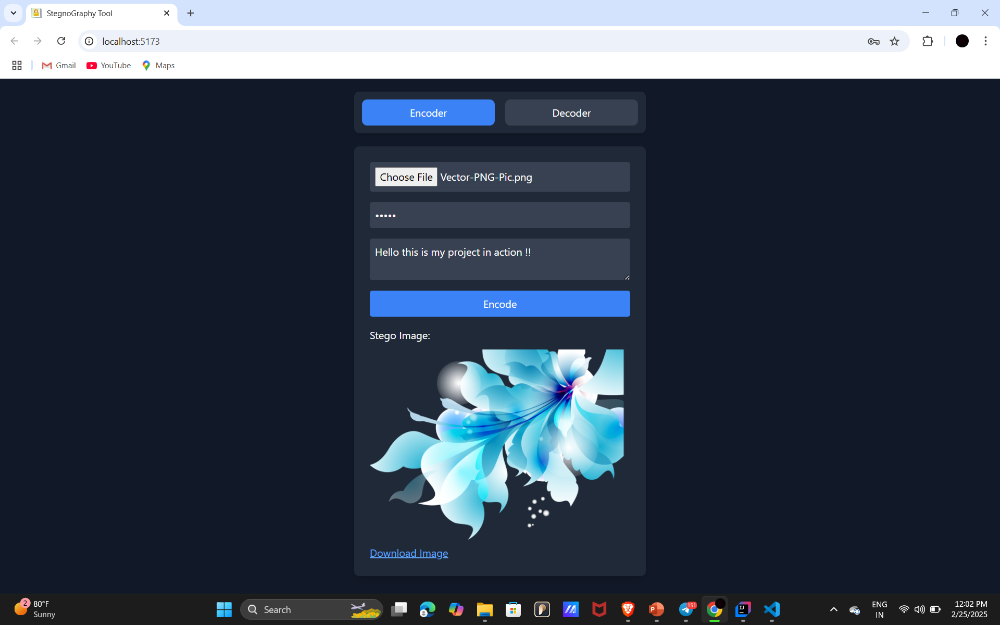 StegnoGraphy Tool
localhost:5173
Gmail
YouTube
Maps
Encoder
Decoder
Choose File Vector-PNG-Pic.png
•••••
Hello this is my project in action !!
Encode
Stego Image:
Download Image
2
80°F
Sunny
Search
P
151
IJ
ENG
IN
12:02 PM
2/25/2025